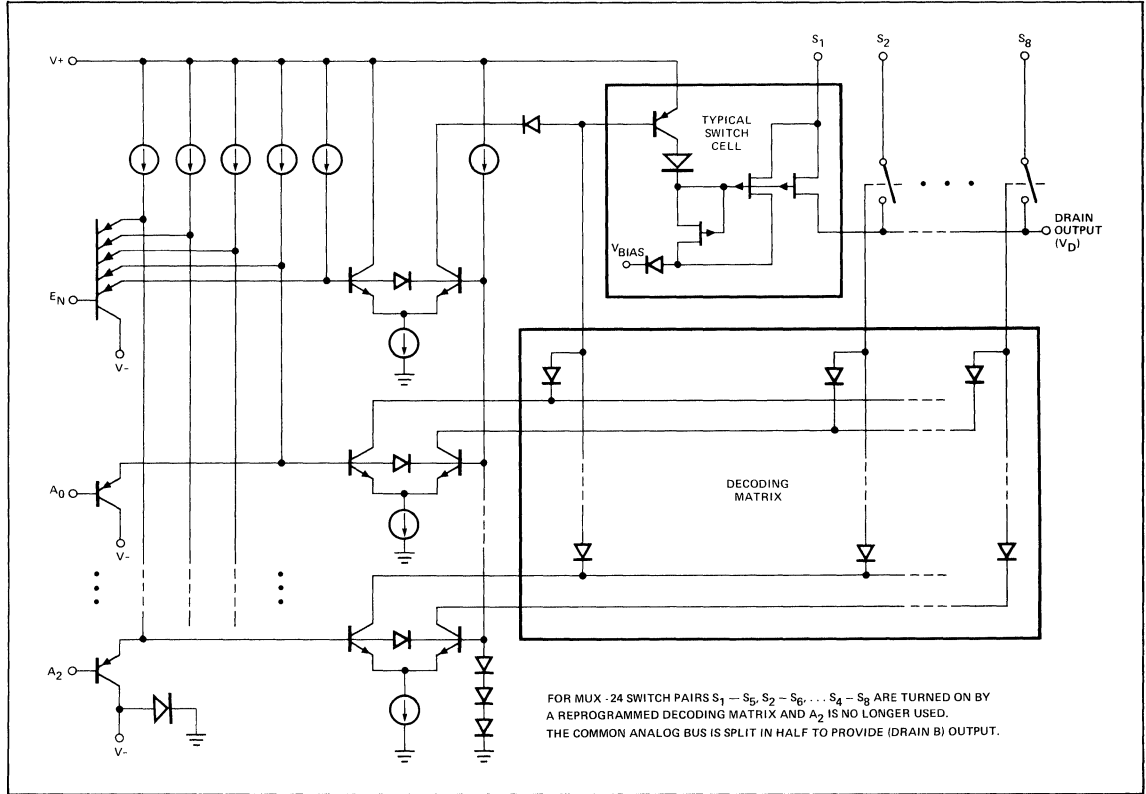 V+
S1
S2
S8
TYPICAL
SWITCH
CELL
VBIAS
DRAIN
OUTPUT
(VD)
EN
V-
A0
V-
DECODING
MATRIX
A2
V-
FOR MUX-24 SWITCH PAIRS S1 — S5, S2 — S6, . . . S4 — S8 ARE TURNED ON BY
A REPROGRAMMED DECODING MATRIX AND A2 IS NO LONGER USED.
THE COMMON ANALOG BUS IS SPLIT IN HALF TO PROVIDE (DRAIN B) OUTPUT.